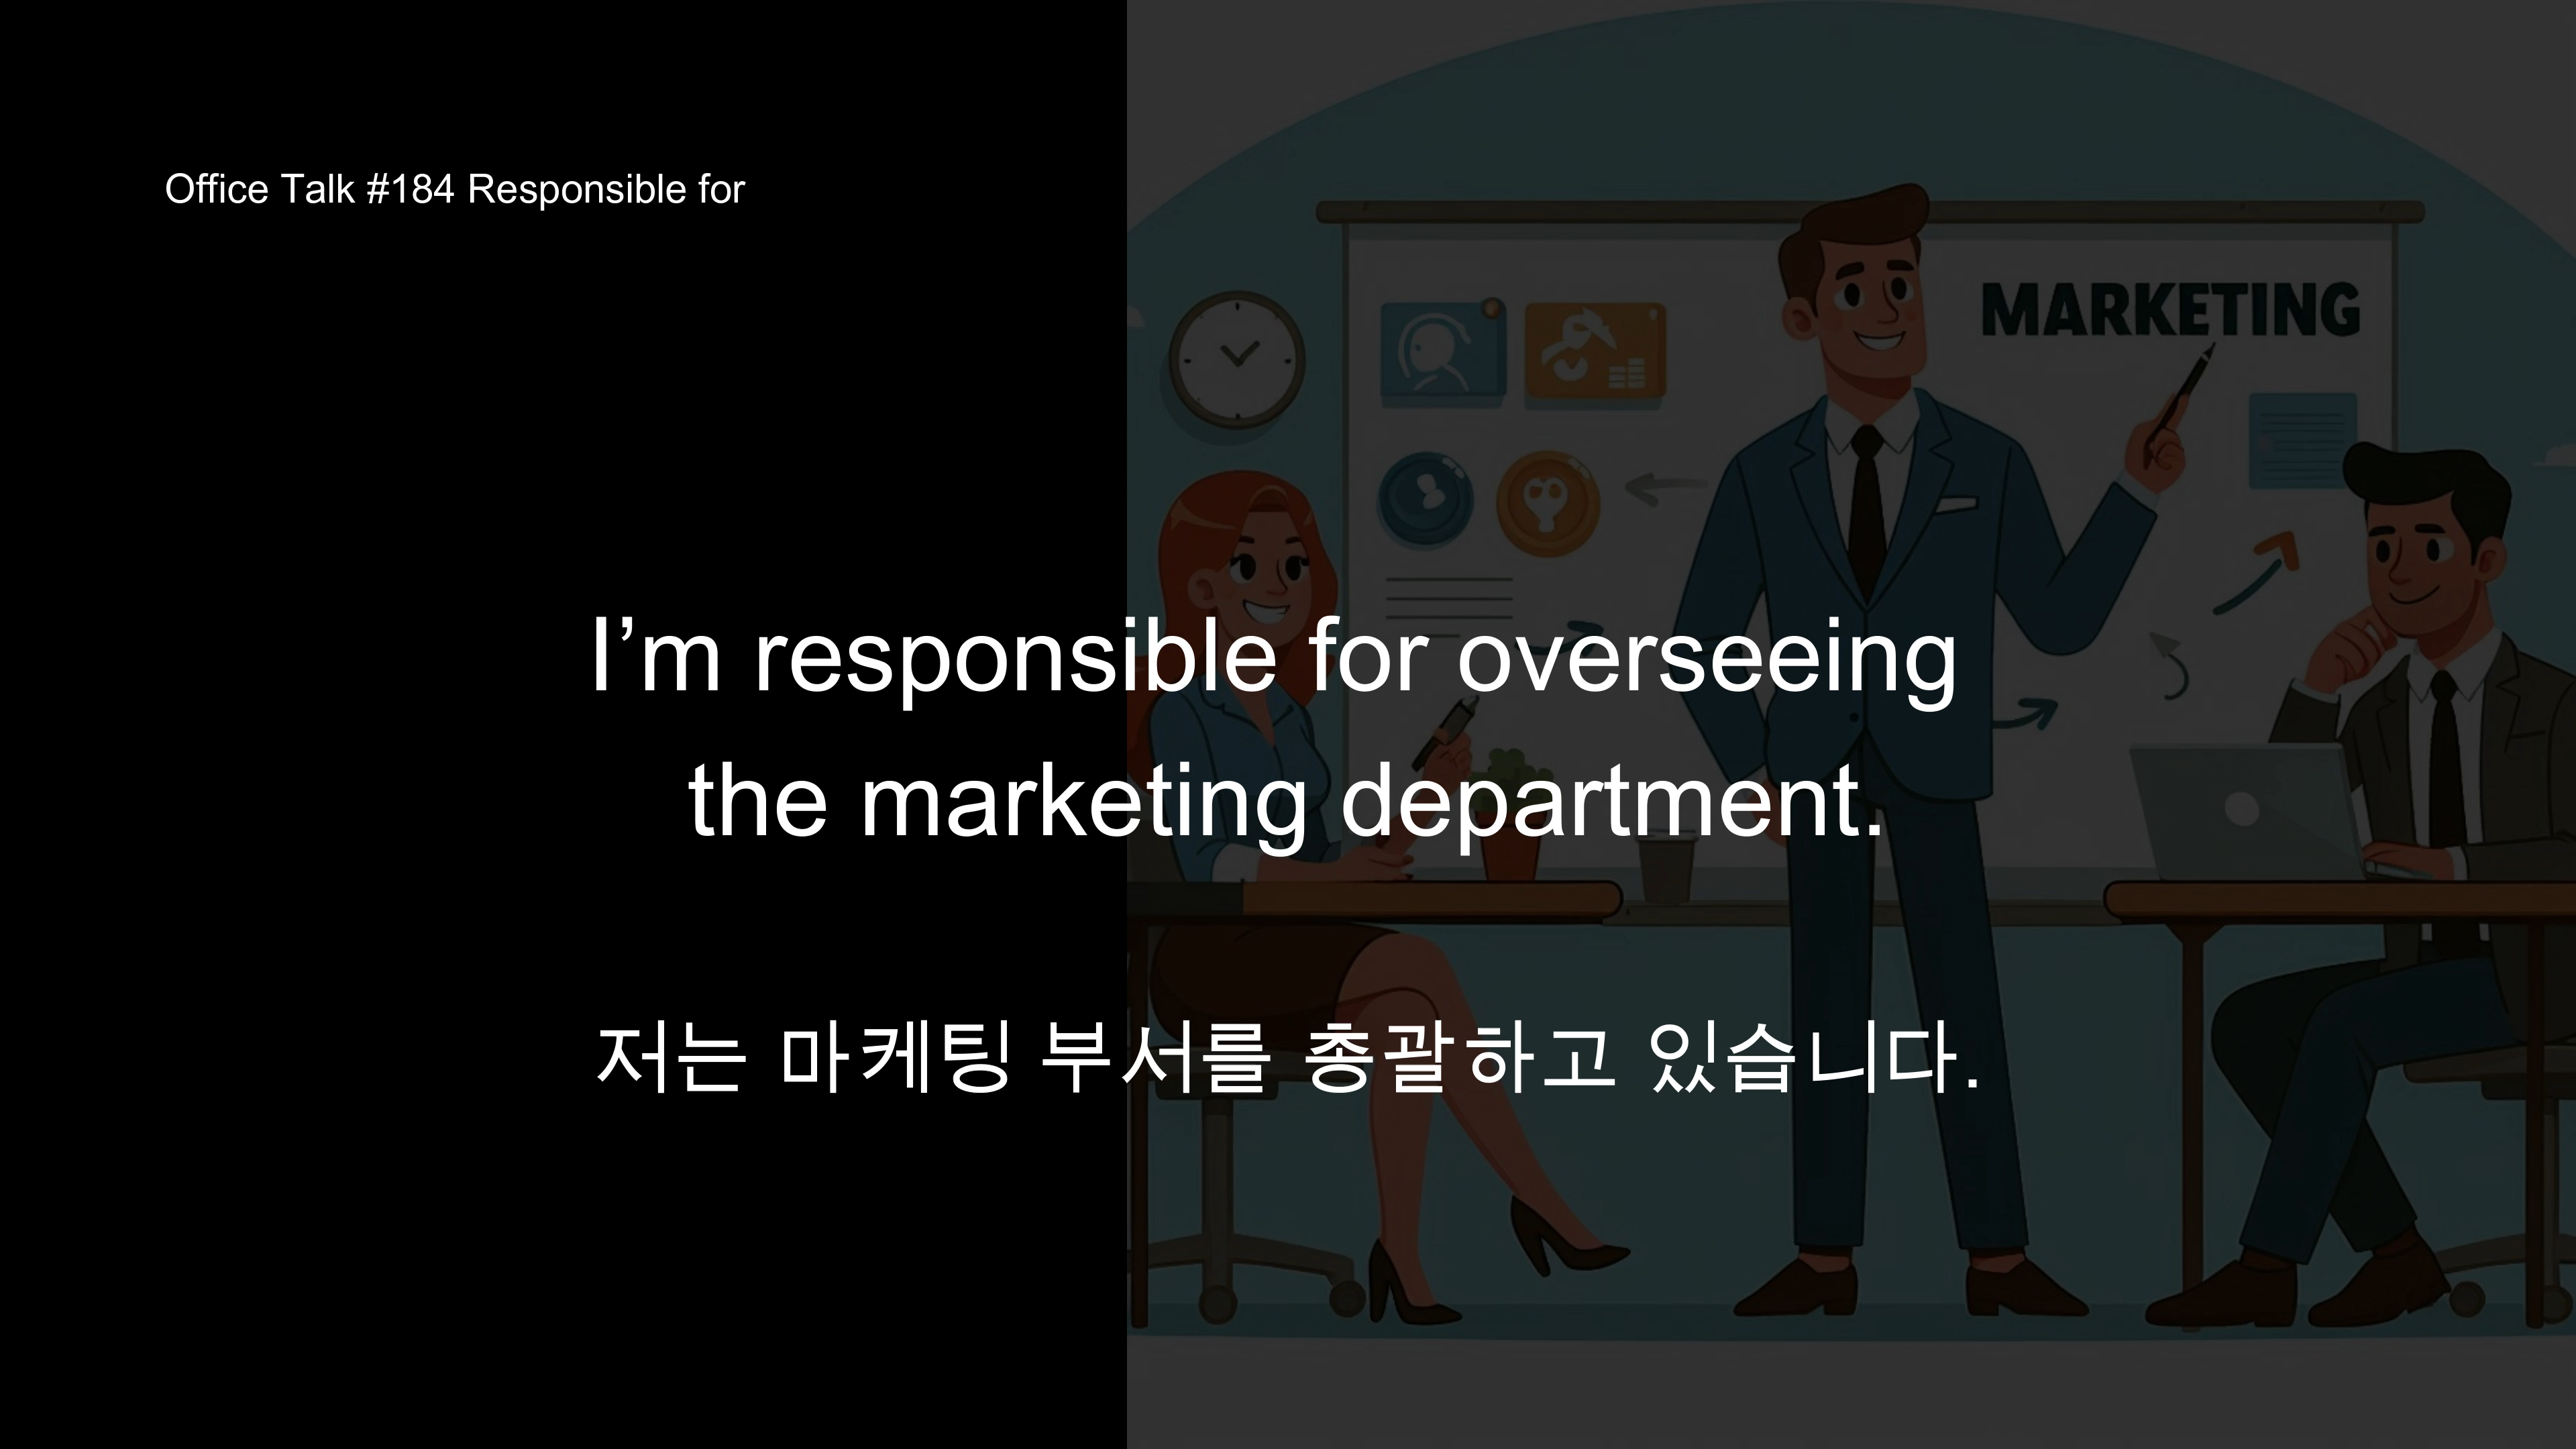 Office Talk #184 Responsible for
MARKETING
I’m responsible for overseeing
the marketing department.
저는 마케팅 부서를 총괄하고 있습니다.